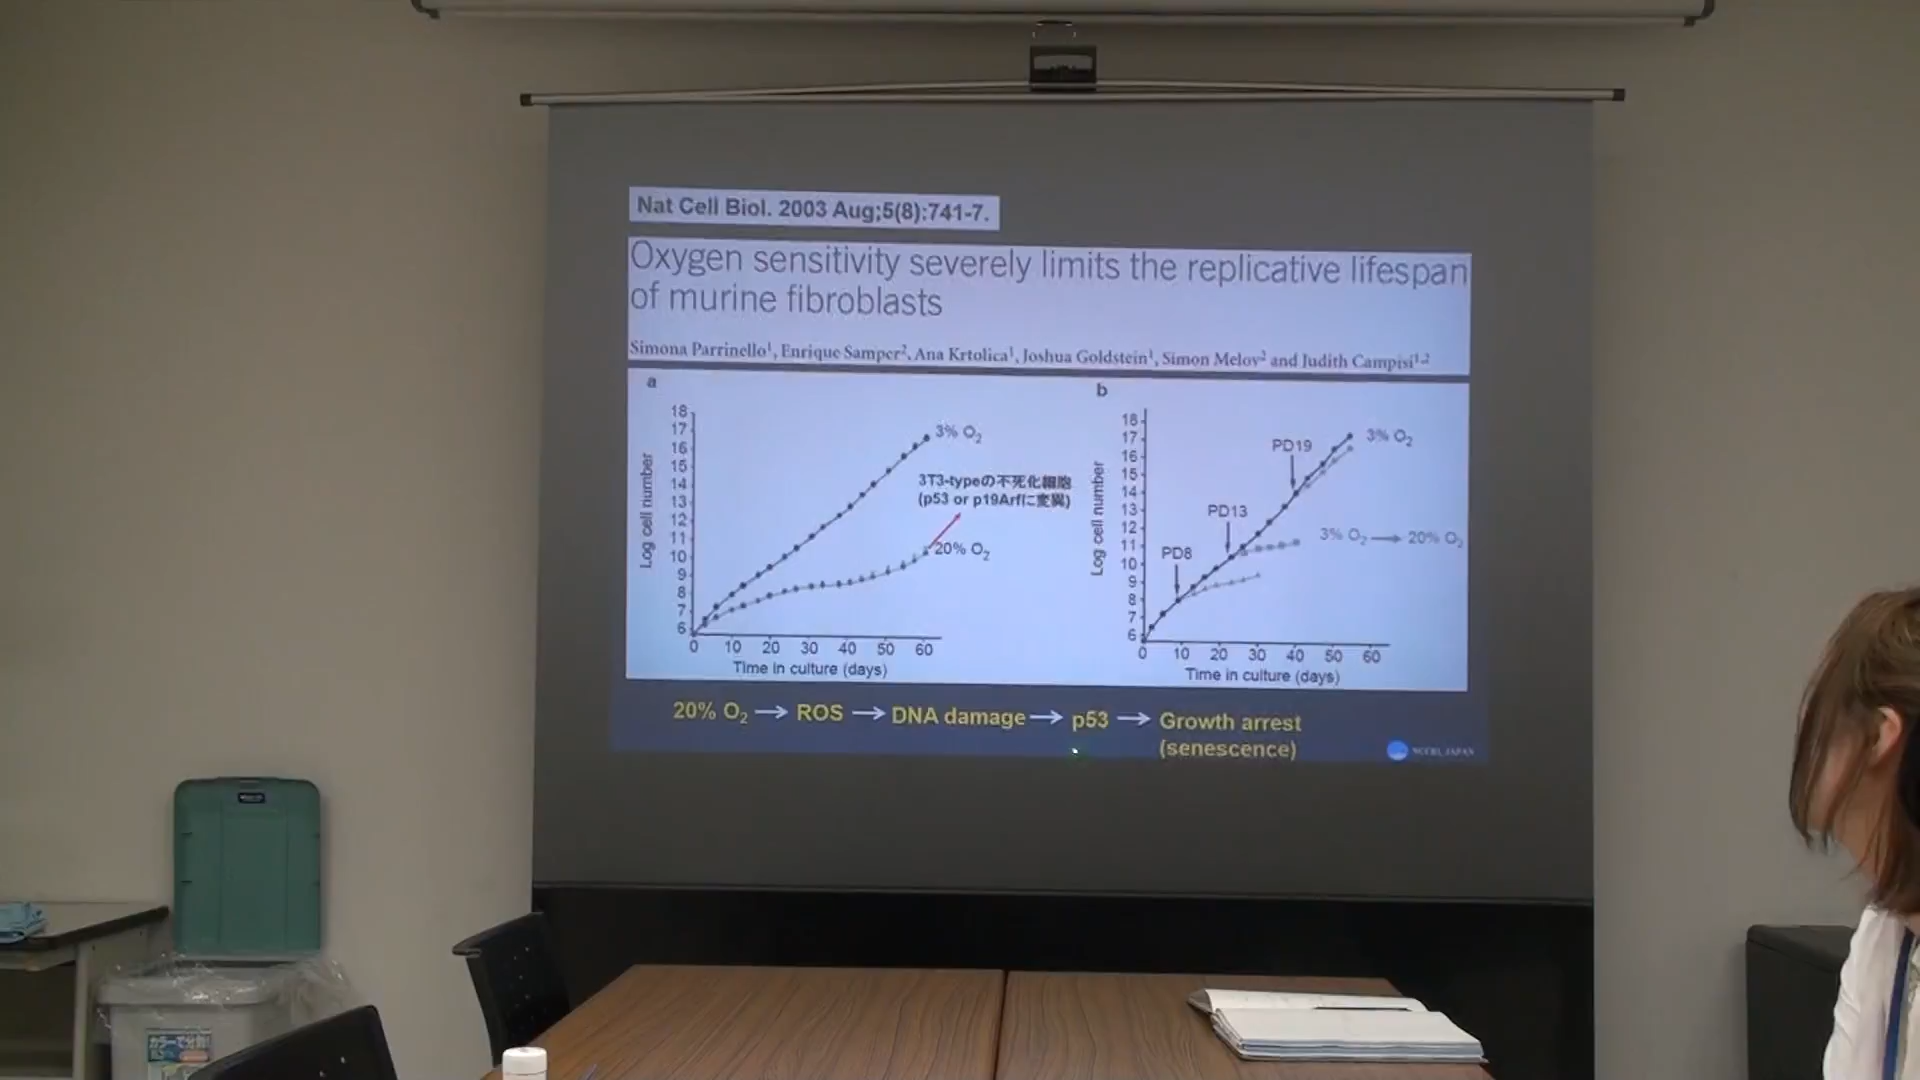 Nat Cell Biol. 2003 Aug;5(8):741-7.
Oxygen sensitivity severely limits the replicative lifespan
of murine fibroblasts
Simona Parrinello¹, Enrique Samper², Ana Krtolica¹, Joshua Goldstein¹, Simon Melov² and Judith Campisi¹,²
a
Log cell number
18
17
16
15
14
13
12
11
10
9
8
7
6
0 10 20 30 40 50 60
Time in culture (days)
3% O₂
3T3-typeの不死化細胞
(p53 or p19Arfに変異)
20% O₂
b
Log cell number
18
17
16
15
14
13
12
11
10
9
8
7
6
0 10 20 30 40 50 60
Time in culture (days)
PD8
PD13
PD19
3% O₂
3% O₂ → 20% O₂
20% O₂ → ROS → DNA damage → p53 → Growth arrest
(senescence)
JAPAN